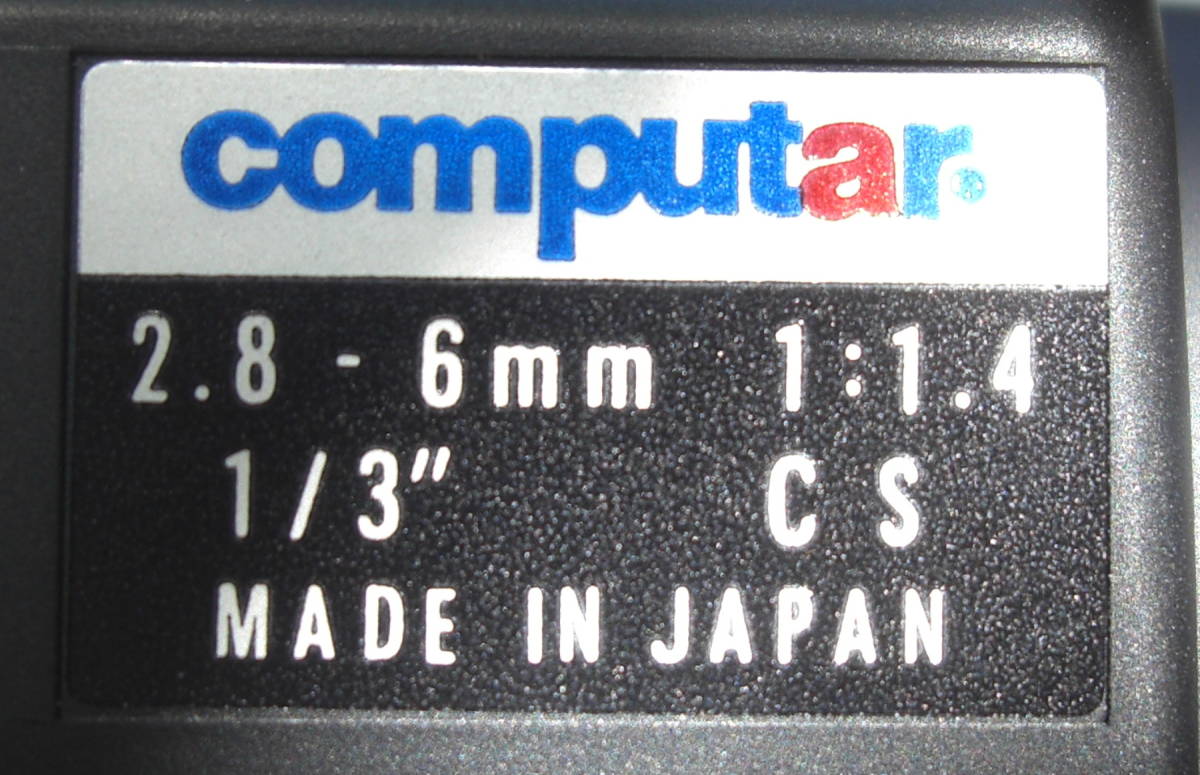 computar®
2.8 - 6mm 1:1.4
1/3" CS
MADE IN JAPAN